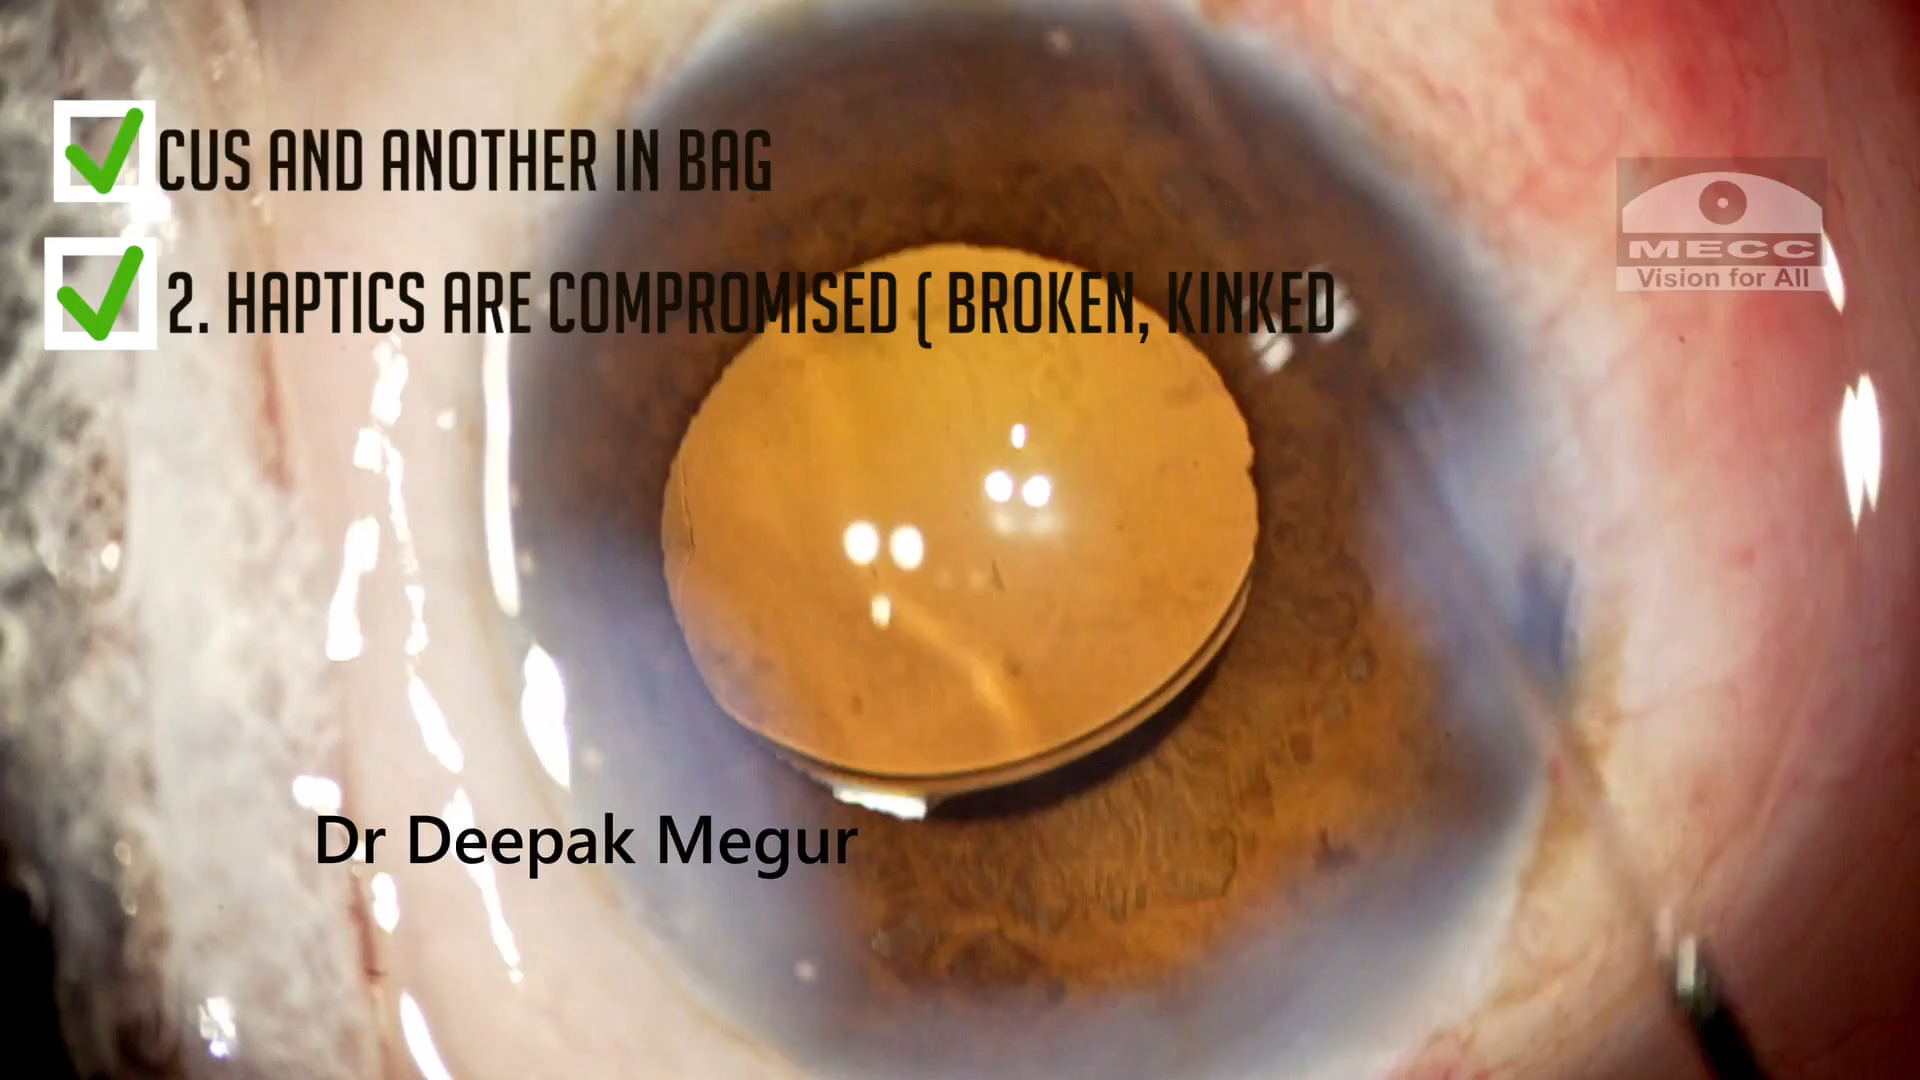 CUS AND ANOTHER IN BAG
2. HAPTICS ARE COMPROMISED ( BROKEN, KINKED
MECC
Vision for All
Dr Deepak Megur